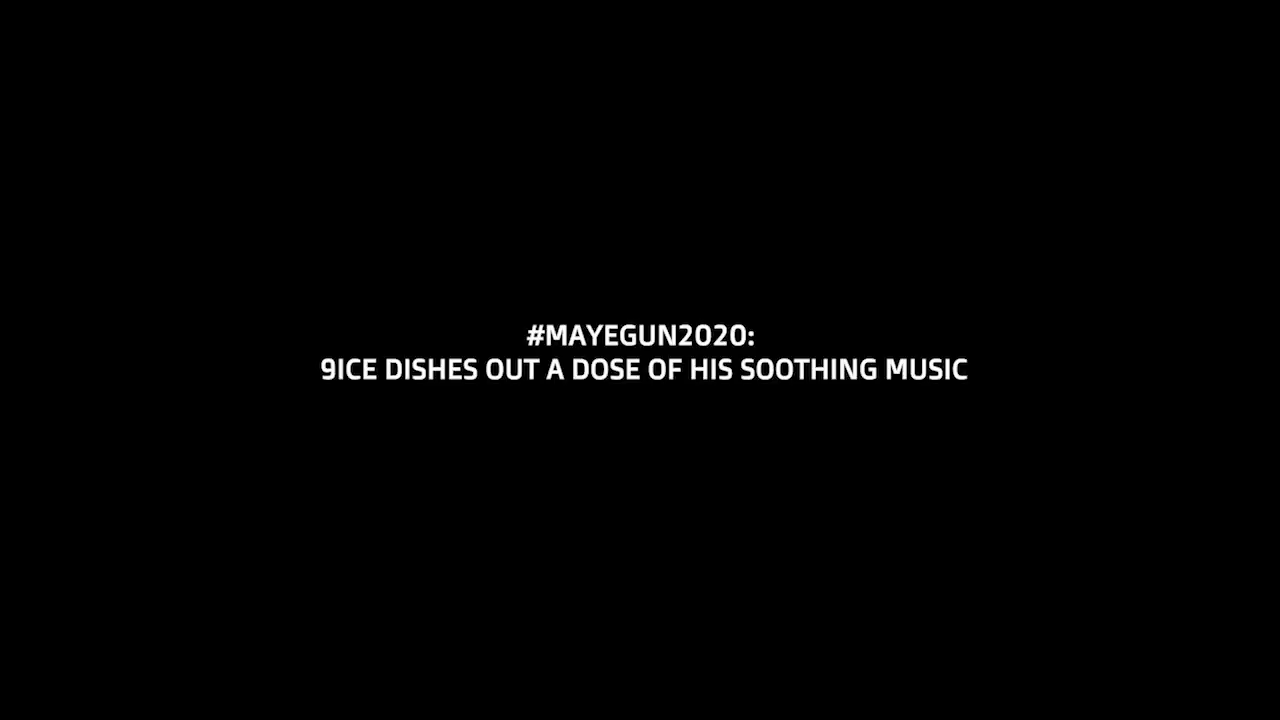 #MAYEGUN2020:
9ICE DISHES OUT A DOSE OF HIS SOOTHING MUSIC